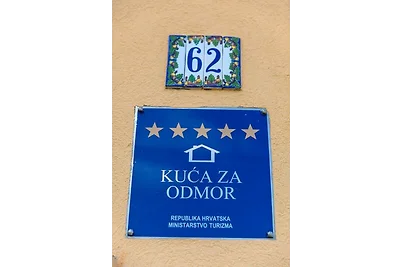 62
KUĆA ZA
ODMOR
REPUBLIKA HRVATSKA
MINISTARSTVO TURIZMA